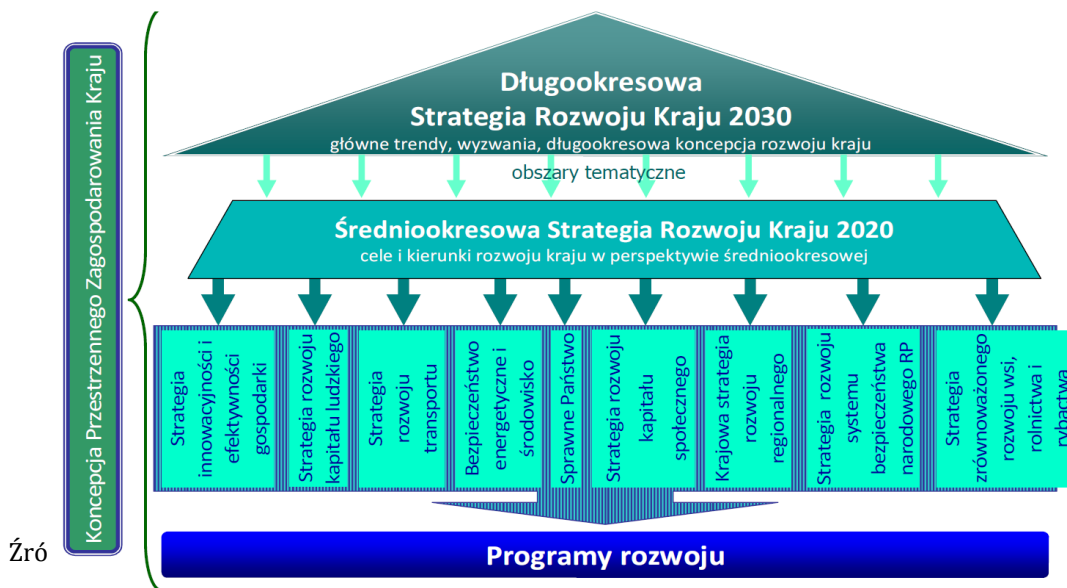 Koncepcja Przestrzennego Zagospodarowania Kraju
Długookresowa
Strategia Rozwoju Kraju 2030
główne trendy, wyzwania, długookresowa koncepcja rozwoju kraju
obszary tematyczne
Średniookresowa Strategia Rozwoju Kraju 2020
cele i kierunki rozwoju kraju w perspektywie średniookresowej
Strategia
innowacyjności i
efektywności
gospodarki
Strategia rozwoju
kapitału ludzkiego
Strategia
rozwoju
transportu
Bezpieczeństwo
energetyczne i
środowisko
Sprawne Państwo
Strategia rozwoju
kapitału
społecznego
Krajowa strategia
rozwoju
regionalnego
Strategia rozwoju
systemu
bezpieczeństwa
narodowego RP
Strategia
zrównoważonego
rozwoju wsi,
rolnictwa i
rybactwa
Programy rozwoju
Źró